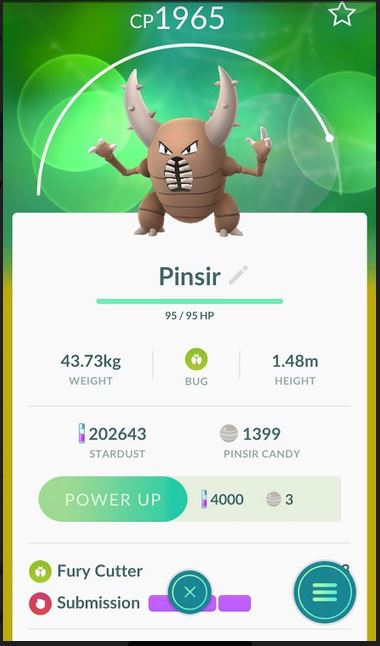 CP1965
Pinsir
95 / 95 HP
43.73kg
WEIGHT
BUG
1.48m
HEIGHT
202643
STARDUST
1399
PINSIR CANDY
POWER UP
4000
3
Fury Cutter
Submission